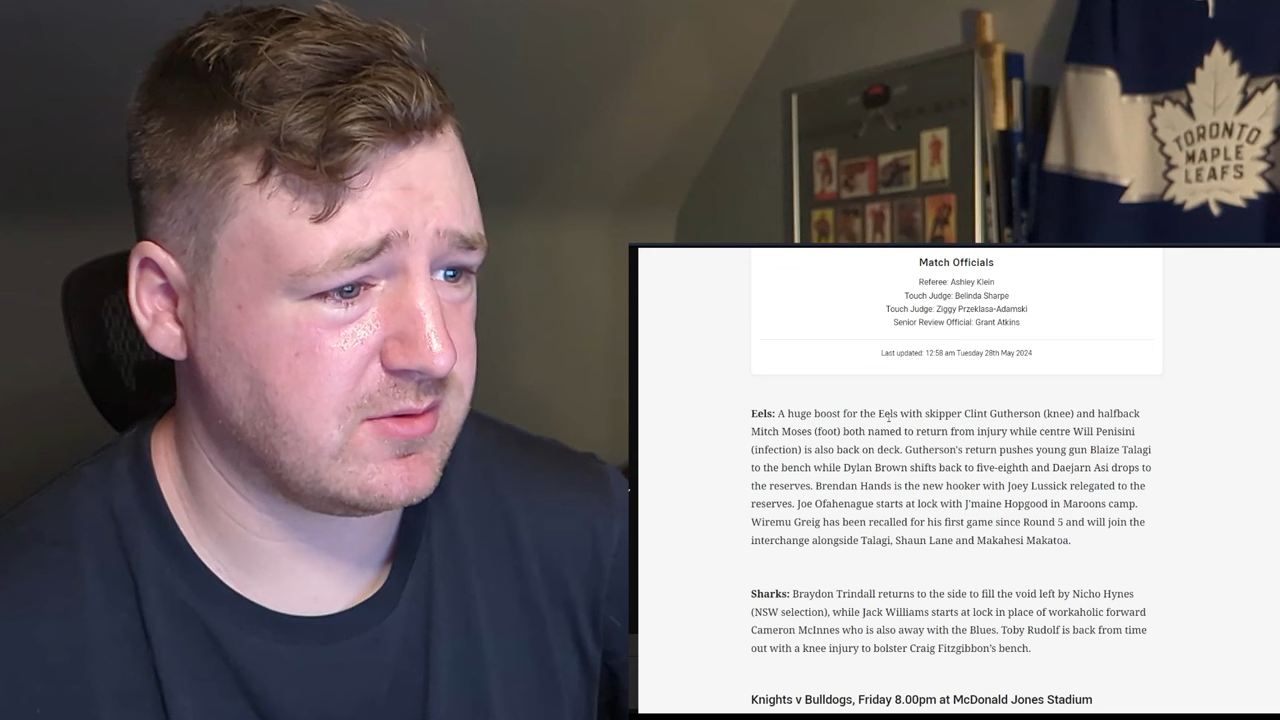 TORONTO
MAPLE
LEAFS
Match Officials
Referee: Ashley Klein
Touch Judge: Belinda Sharpe
Touch Judge: Ziggy Przeklasa-Adamski
Senior Review Official: Grant Atkins
Last updated: 12:58 am Tuesday 28th May 2024
Eels: A huge boost for the Eels with skipper Clint Gutherson (knee) and halfback
Mitch Moses (foot) both named to return from injury while centre Will Penisini
(infection) is also back on deck. Gutherson's return pushes young gun Blaize Talagi
to the bench while Dylan Brown shifts back to five-eighth and Daejarn Asi drops to
the reserves. Brendan Hands is the new hooker with Joey Lussick relegated to the
reserves. Joe Ofahengaue starts at lock with J'maine Hopgood in Maroons camp.
Wiremu Greig has been recalled for his first game since Round 5 and will join the
interchange alongside Talagi, Shaun Lane and Makahesi Makatoa.
Sharks: Braydon Trindall returns to the side to fill the void left by Nicho Hynes
(NSW selection), while Jack Williams starts at lock in place of workaholic forward
Cameron McInnes who is also away with the Blues. Toby Rudolf is back from time
out with a knee injury to bolster Craig Fitzgibbon's bench.
Knights v Bulldogs, Friday 8.00pm at McDonald Jones Stadium